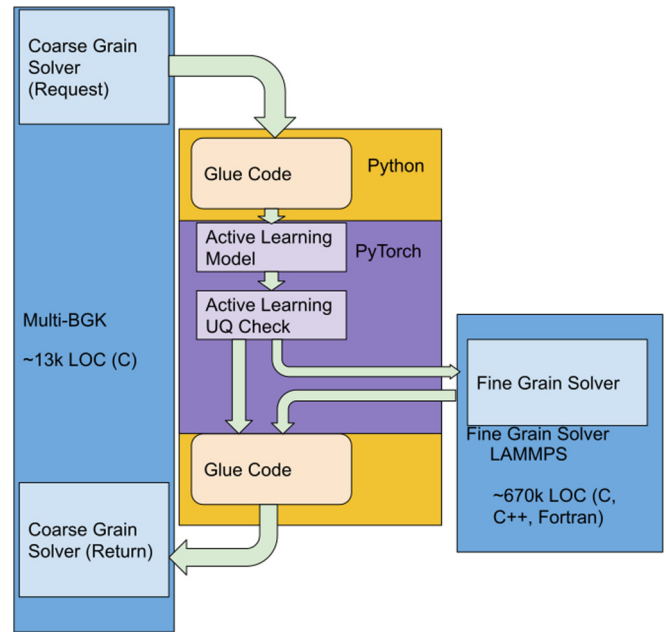 Coarse Grain
Solver
(Request)
Glue Code
Python
Active Learning
Model
PyTorch
Active Learning
UQ Check
Multi-BGK
~13k LOC (C)
Fine Grain Solver
Fine Grain Solver
LAMMPS
~670k LOC (C,
C++, Fortran)
Glue Code
Coarse Grain
Solver (Return)